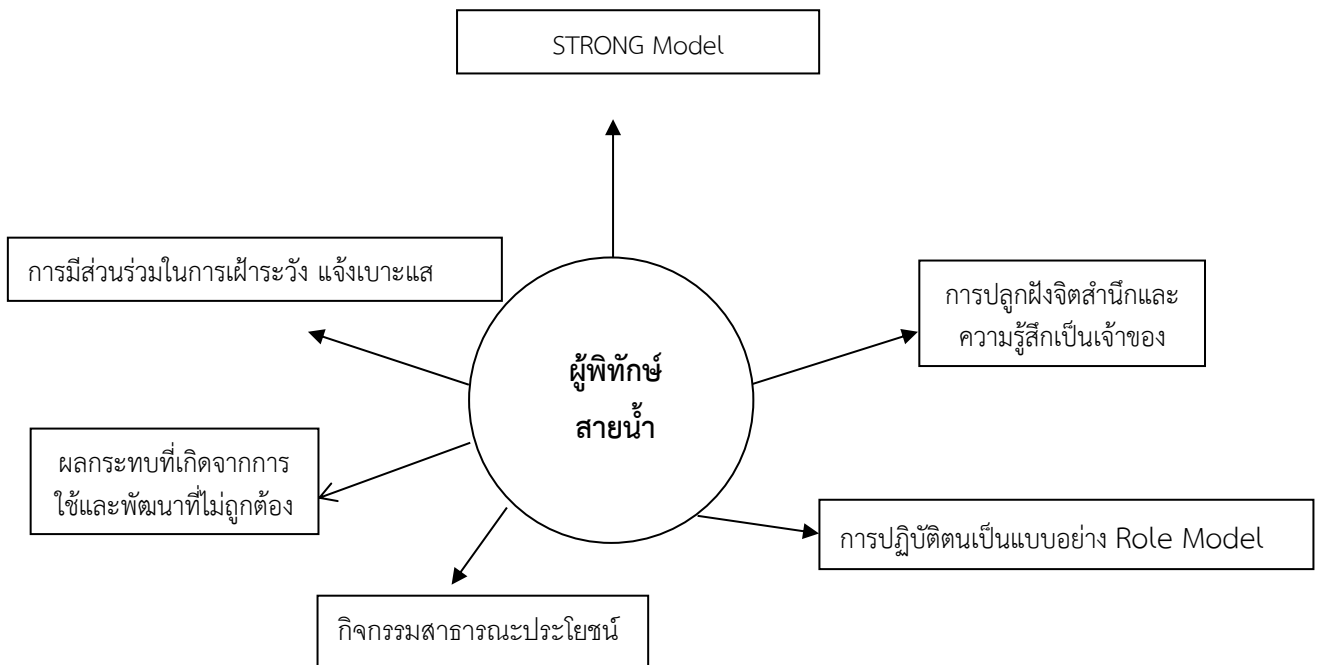 STRONG Model
การมีส่วนร่วมในการเฝ้าระวัง แจ้งเบาะแส
การปลูกฝังจิตสำนึกและ
ความรู้สึกเป็นเจ้าของ
ผู้พิทักษ์
สายน้ำ
ผลกระทบที่เกิดจากการ
ใช้และพัฒนาที่ไม่ถูกต้อง
การปฏิบัติตนเป็นแบบอย่าง Role Model
กิจกรรมสาธารณะประโยชน์